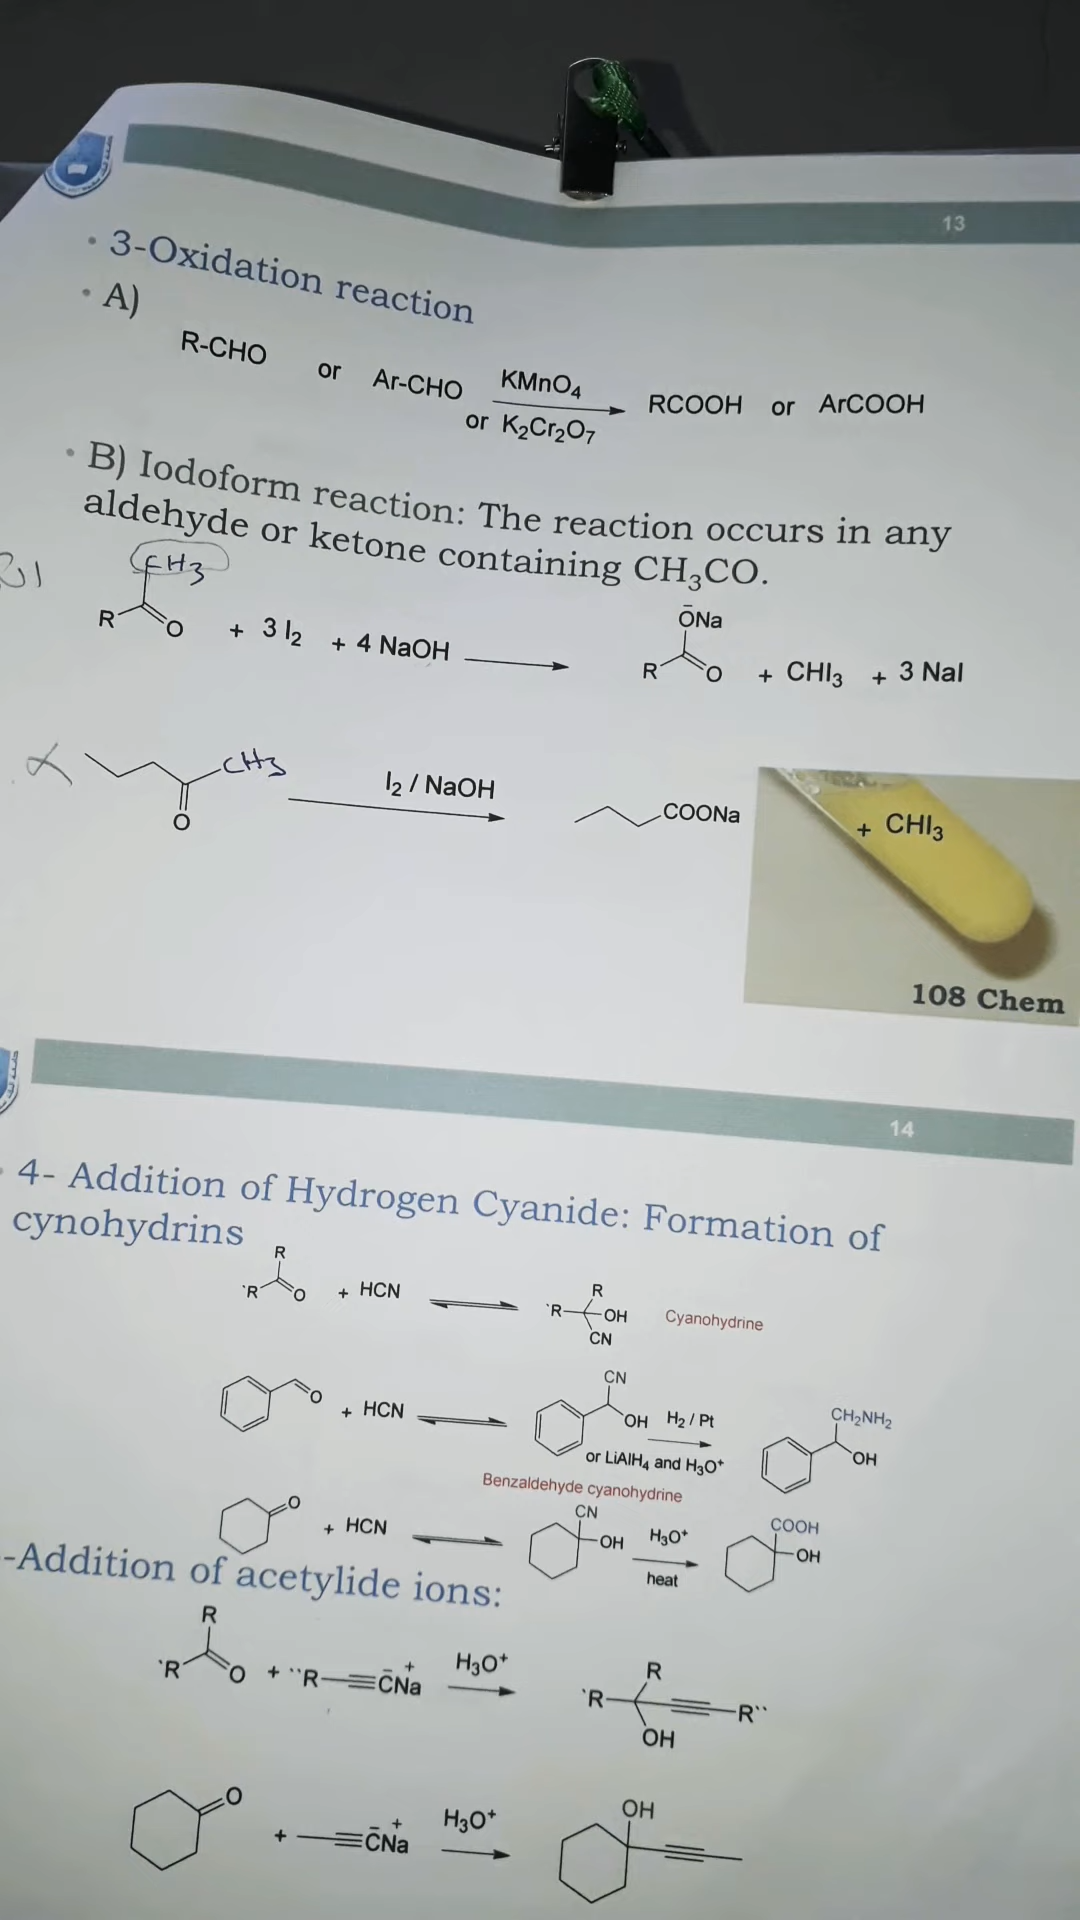 13
• 3-Oxidation reaction
• A)
R-CHO or Ar-CHO KMnO4 or K2Cr2O7 RCOOH or ArCOOH
• B) Iodoform reaction: The reaction occurs in any
aldehyde or ketone containing CH3CO.
CH3
R O + 3 I2 + 4 NaOH ŌNa R O + CHI3 + 3 NaI
CH3
O I2 / NaOH COONa + CHI3
108 Chem
14
4- Addition of Hydrogen Cyanide: Formation of
cynohydrins
R
`R O + HCN `R R OH CN Cyanohydrine
O + HCN CN OH H2 / Pt or LiAlH4 and H3O+ CH2NH2 OH
Benzaldehyde cyanohydrine
O + HCN CN OH H3O+ heat COOH OH
-Addition of acetylide ions:
R
`R O + ``R C̄Na+ H3O+ R `R R`` OH
O + C̄Na+ H3O+ OH